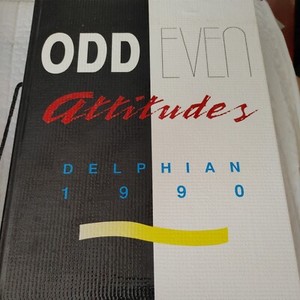 ODD EVEN
attitudes
DELPHIAN
1990